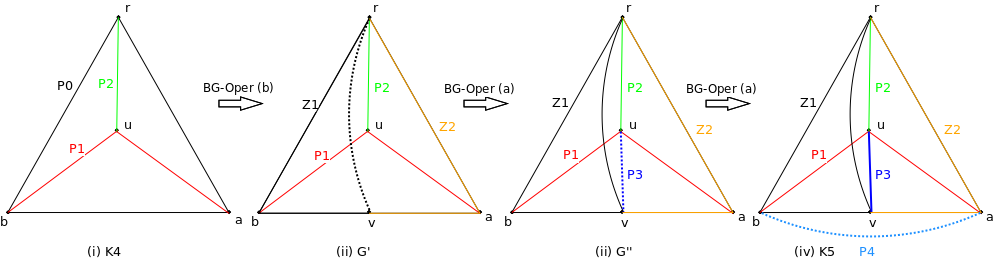 r
P0
P2
u
P1
b
a
(i) K4
BG-Oper (b)
r
Z1
P2
u
Z2
P1
b
v
a
(ii) G'
BG-Oper (a)
r
Z1
P2
u
Z2
P1
P3
b
v
a
(ii) G''
BG-Oper (a)
r
Z1
P2
u
Z2
P1
P3
b
v
a
(iv) K5
P4